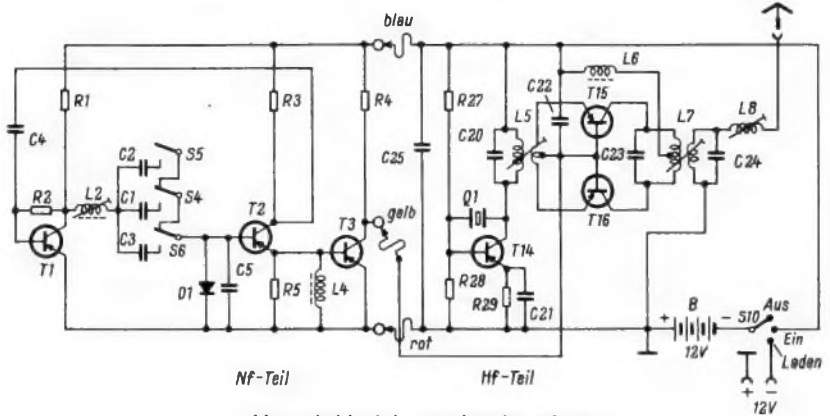 blau
L6
C22
T15
R1
R3
R4
R27
L7
L8
C4
C2
S5
C25
C20
L5
C23
C24
R2
L2
C1
S4
T2
gelb
Q1
T16
C3
S6
T3
T14
T1
D1
C5
R5
L4
R28
R29
C21
+ B - S10 Aus
12V
Ein
rot
Laden
Nf-Teil
Hf-Teil
+ -
12V